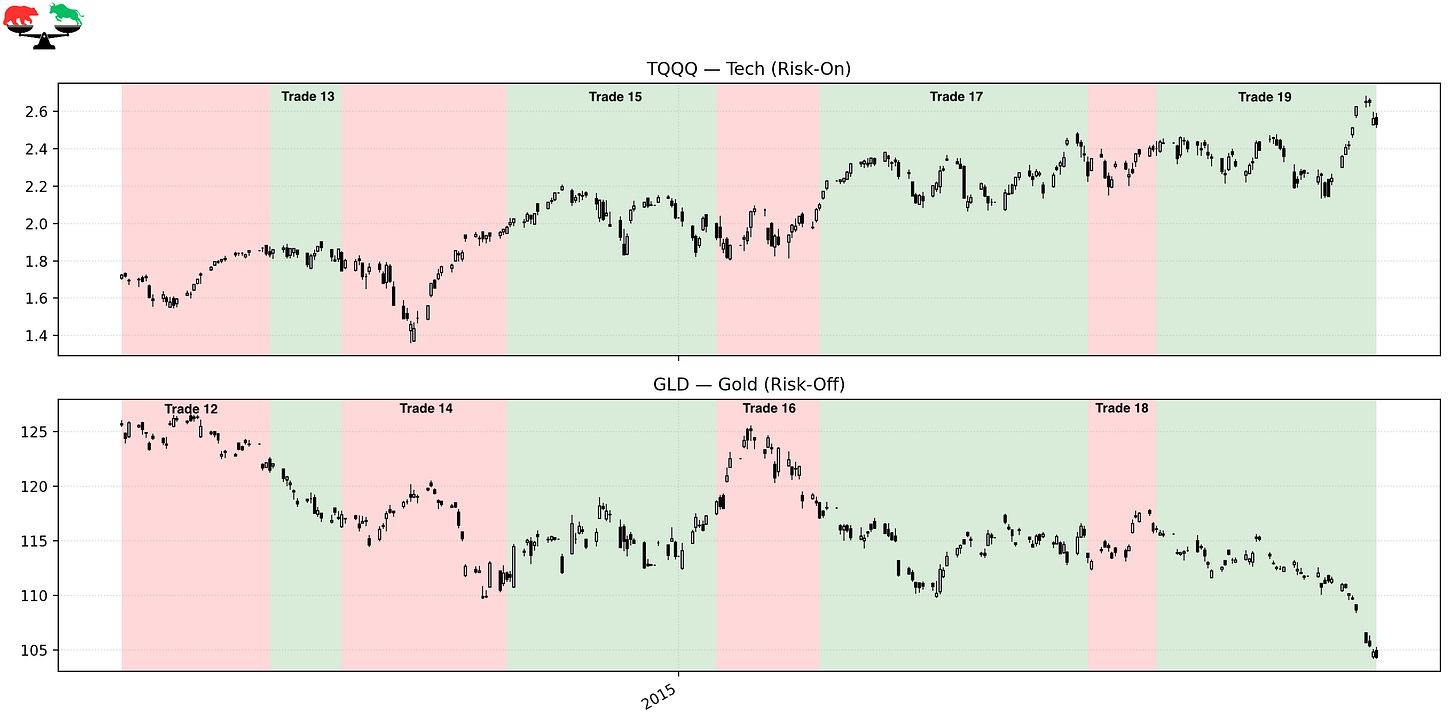 TQQQ — Tech (Risk-On)
Trade 13
Trade 15
Trade 17
Trade 19
2.6
2.4
2.2
2.0
1.8
1.6
1.4
GLD — Gold (Risk-Off)
Trade 12
Trade 14
Trade 16
Trade 18
125
120
115
110
105
2015